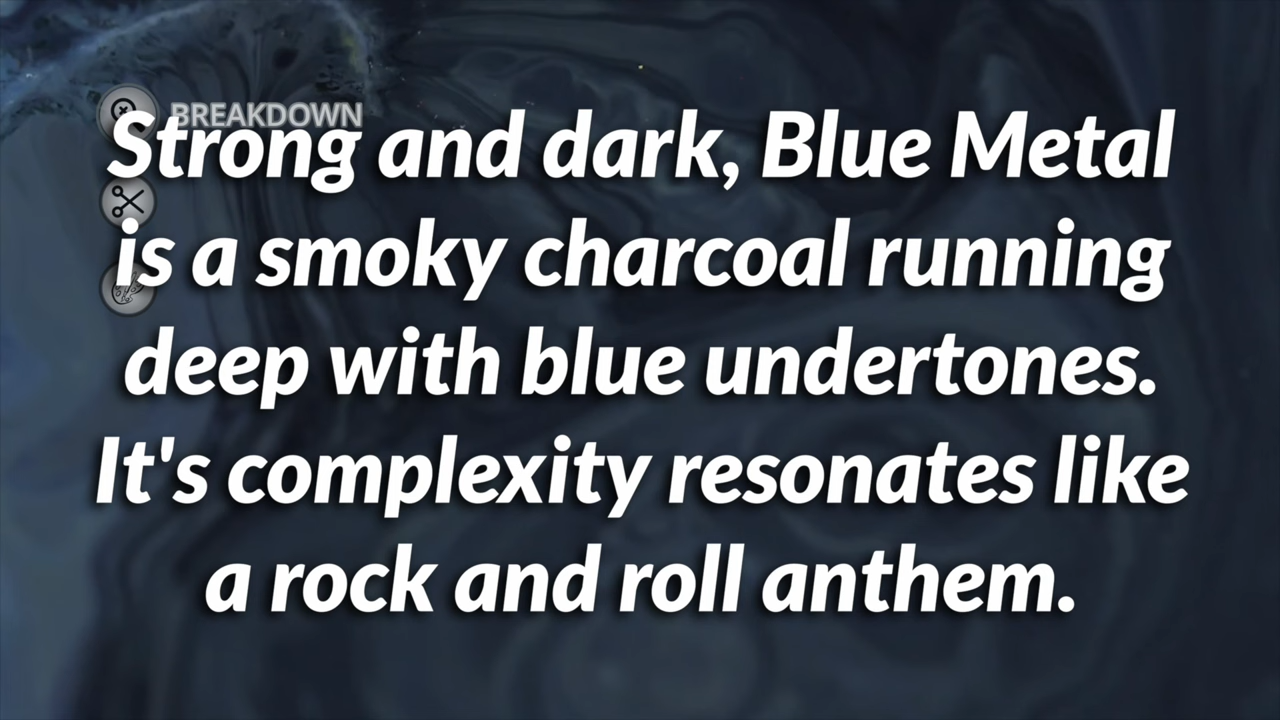 BREAKDOWN
Strong and dark, Blue Metal
is a smoky charcoal running
deep with blue undertones.
It's complexity resonates like
a rock and roll anthem.